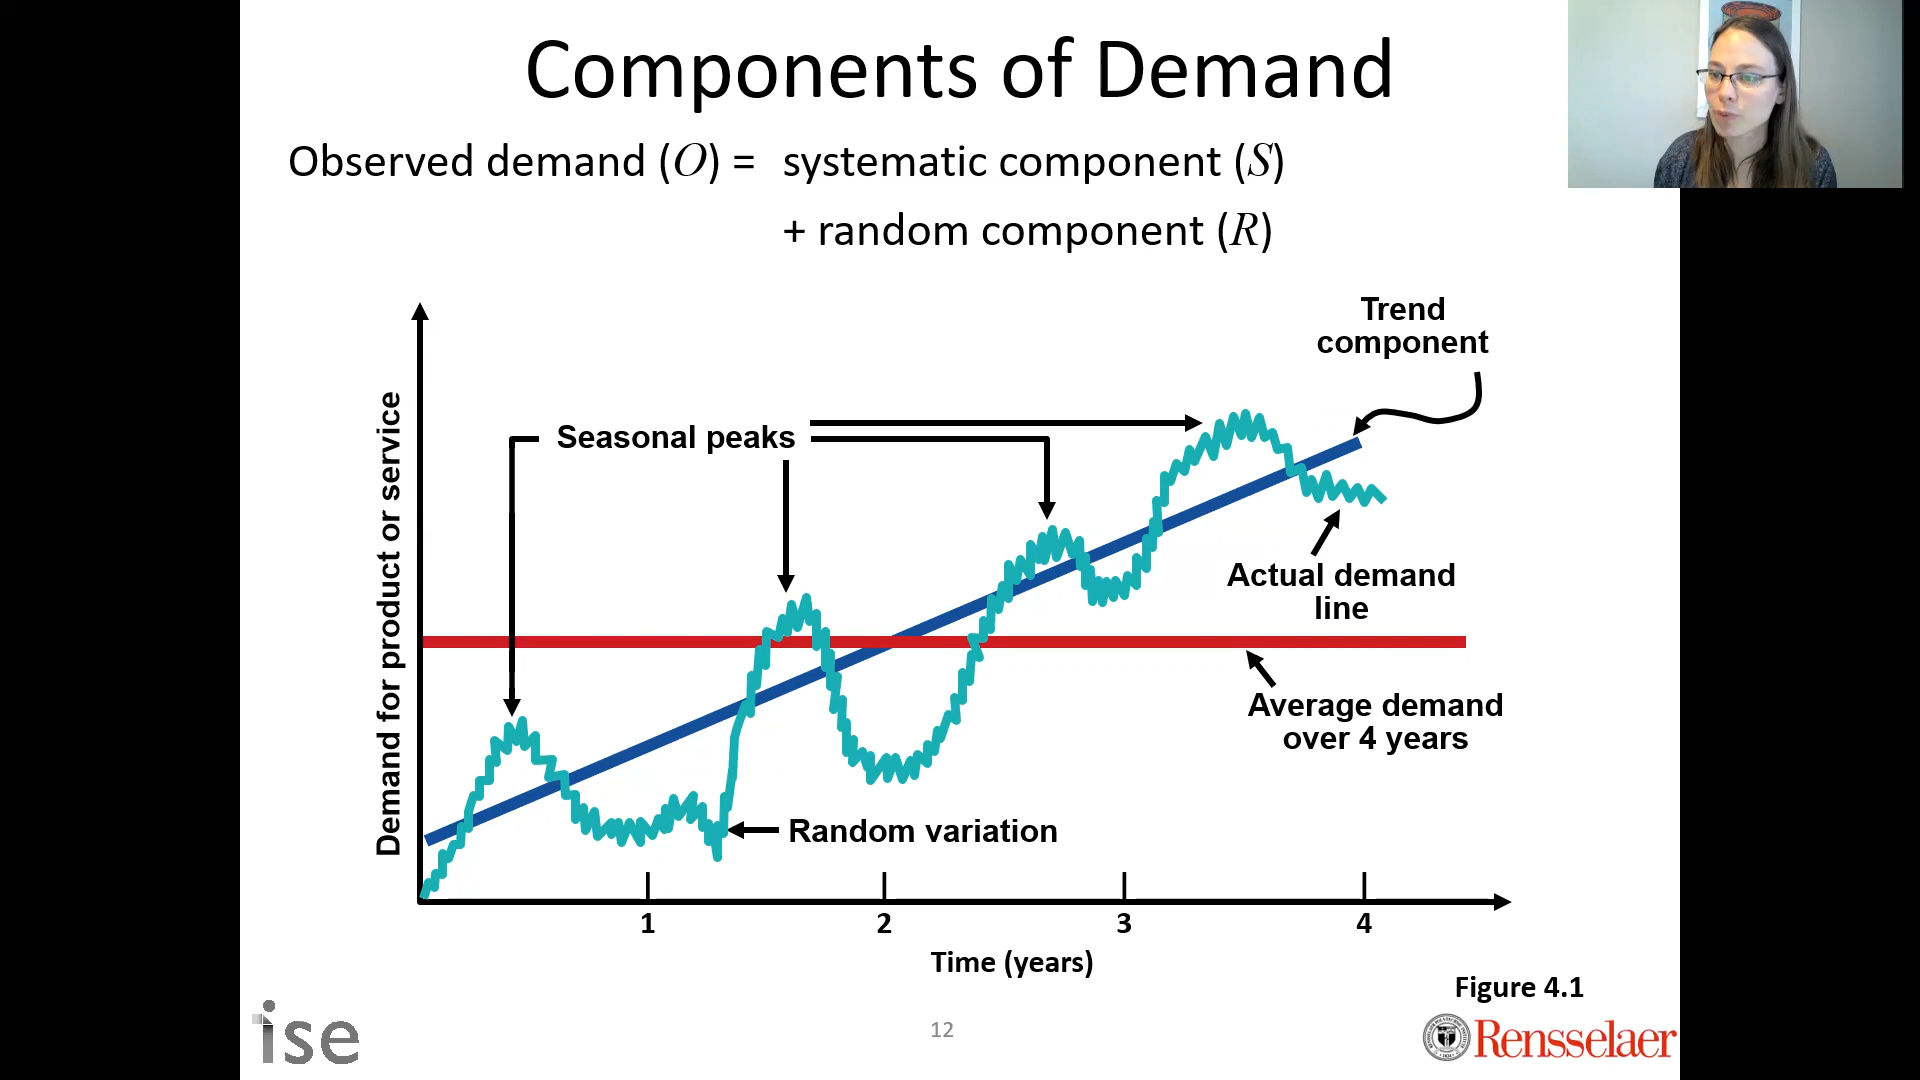 Components of Demand
Observed demand (O) = systematic component (S)
+ random component (R)
Trend
component
Seasonal peaks
Demand for product or service
Actual demand
line
Average demand
over 4 years
Random variation
1 2 3 4
Time (years)
Figure 4.1
ise
12
Rensselaer